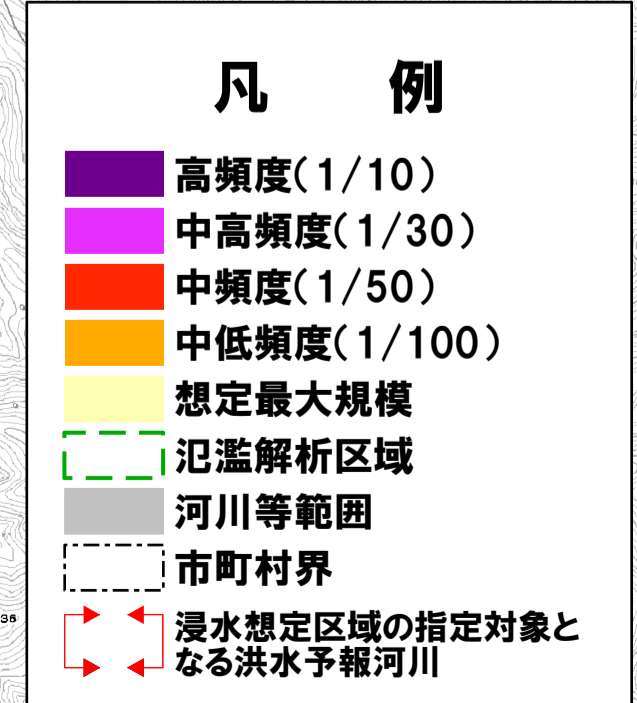 凡 例
高頻度(1/10)
中高頻度(1/30)
中頻度(1/50)
中低頻度(1/100)
想定最大規模
氾濫解析区域
河川等範囲
市町村界
36
浸水想定区域の指定対象と
なる洪水予報河川